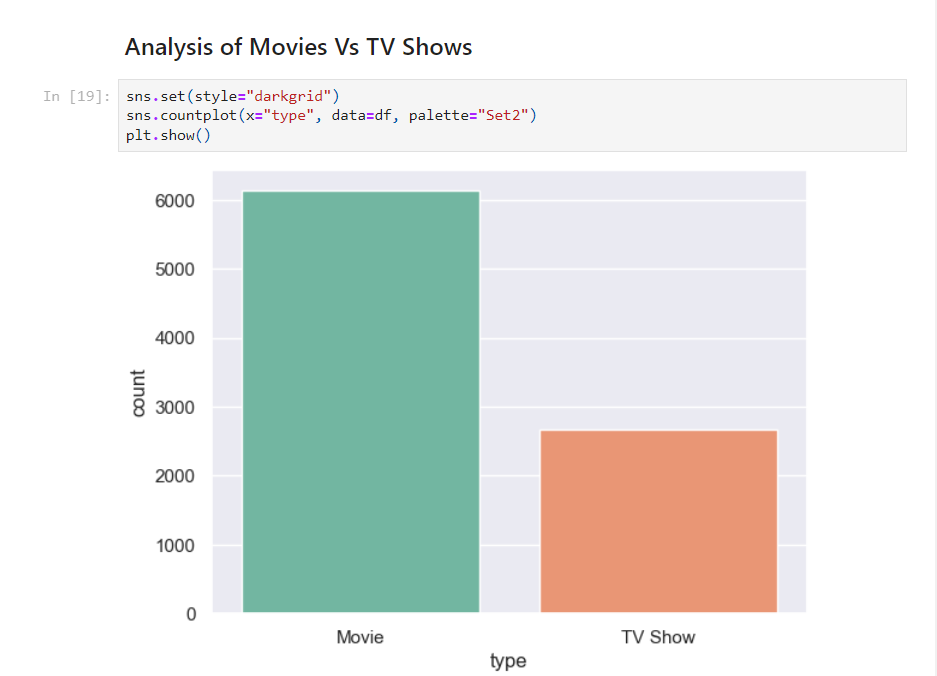 Analysis of Movies Vs TV Shows
In [19]:
sns.set(style="darkgrid")
sns.countplot(x="type", data=df, palette="Set2")
plt.show()
6000
5000
4000
3000
2000
1000
0
count
Movie
TV Show
type